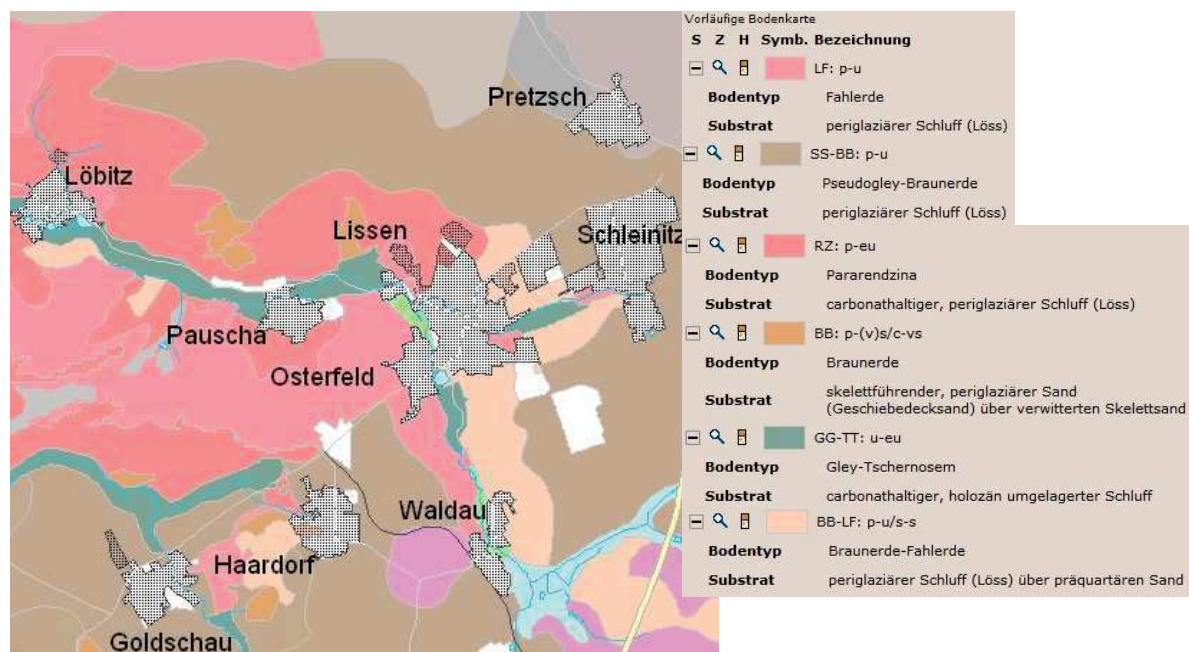 Pretzsch
Löbitz
Lissen
Schleinitz
Pauscha
Osterfeld
Waldau
Haardorf
Goldschau
Vorläufige Bodenkarte
S Z H Symb. Bezeichnung
LF: p-u
Bodentyp Fahlerde
Substrat periglaziärer Schluff (Löss)
SS-BB: p-u
Bodentyp Pseudogley-Braunerde
Substrat periglaziärer Schluff (Löss)
RZ: p-eu
Bodentyp Pararendzina
Substrat carbonathaltiger, periglaziärer Schluff (Löss)
BB: p-(v)s/c-vs
Bodentyp Braunerde
Substrat skelettführender, periglaziärer Sand
(Geschiebedecksand) über verwitterten Skelettsand
GG-TT: u-eu
Bodentyp Gley-Tschernosem
Substrat carbonathaltiger, holozän umgelagerter Schluff
BB-LF: p-u/s-s
Bodentyp Braunerde-Fahlerde
Substrat periglaziärer Schluff (Löss) über präquartären Sand